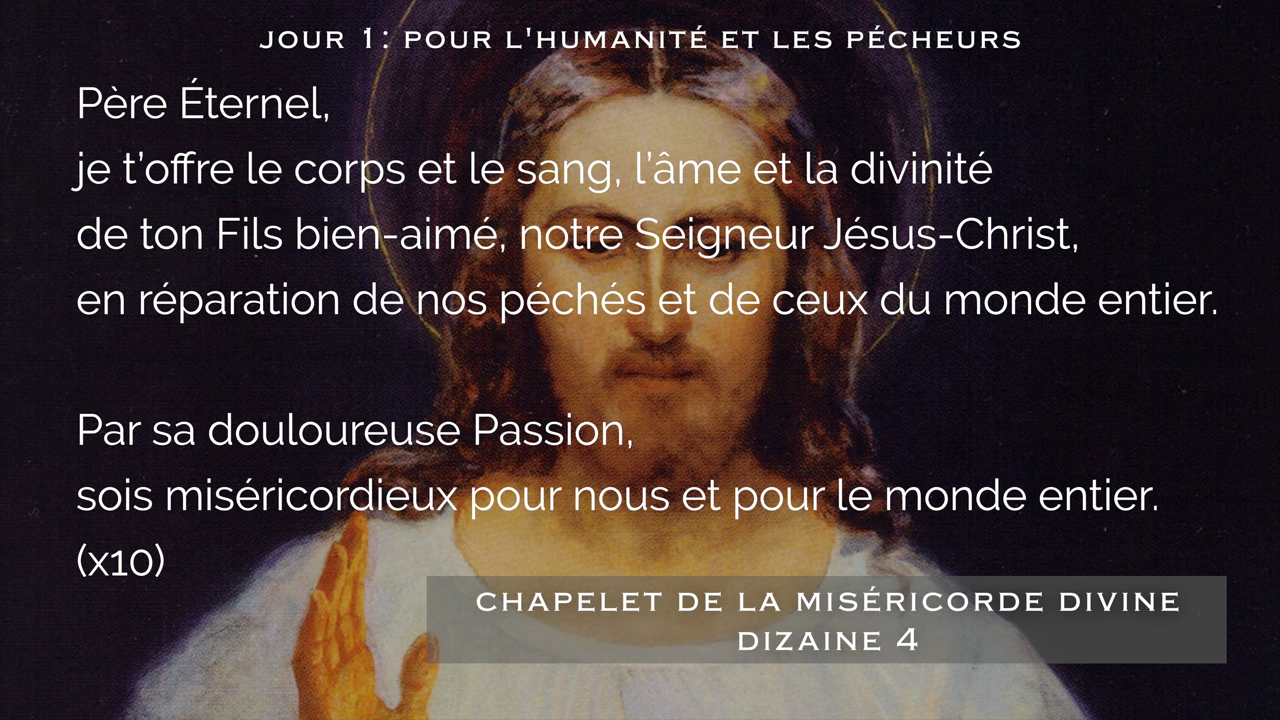 JOUR 1: POUR L'HUMANITÉ ET LES PÉCHEURS
Père Éternel,
je t’offre le corps et le sang, l’âme et la divinité
de ton Fils bien-aimé, notre Seigneur Jésus-Christ,
en réparation de nos péchés et de ceux du monde entier.
Par sa douloureuse Passion,
sois miséricordieux pour nous et pour le monde entier.
(x10)
CHAPELET DE LA MISÉRICORDE DIVINE
DIZAINE 4